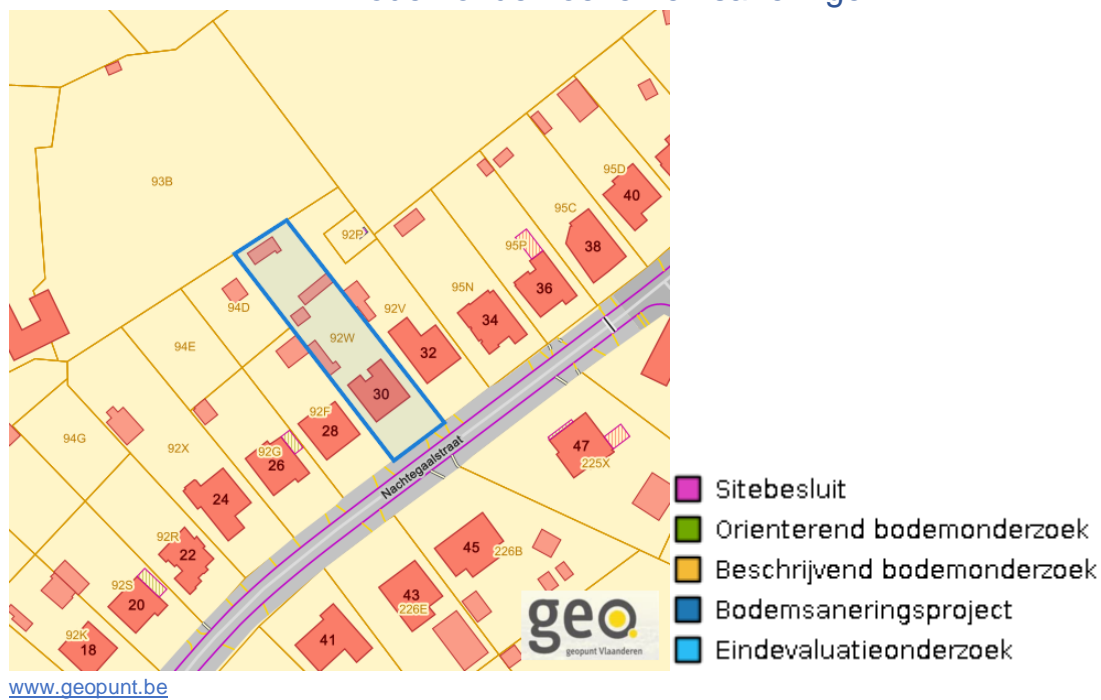 93B
95D
40
95C
38
92P
95P
36
94D
92V
95N
34
92W
94E
32
30
92F
28
94G
92X
92G
26
Nachtegaalstraat
47
225X
24
92R
22
45
226B
92S
20
43
226E
92K
18
41
geo
geopunt Vlaanderen
Sitebesluit
Orienterend bodemonderzoek
Beschrijvend bodemonderzoek
Bodemsaneringsproject
Eindevaluatieonderzoek
www.geopunt.be